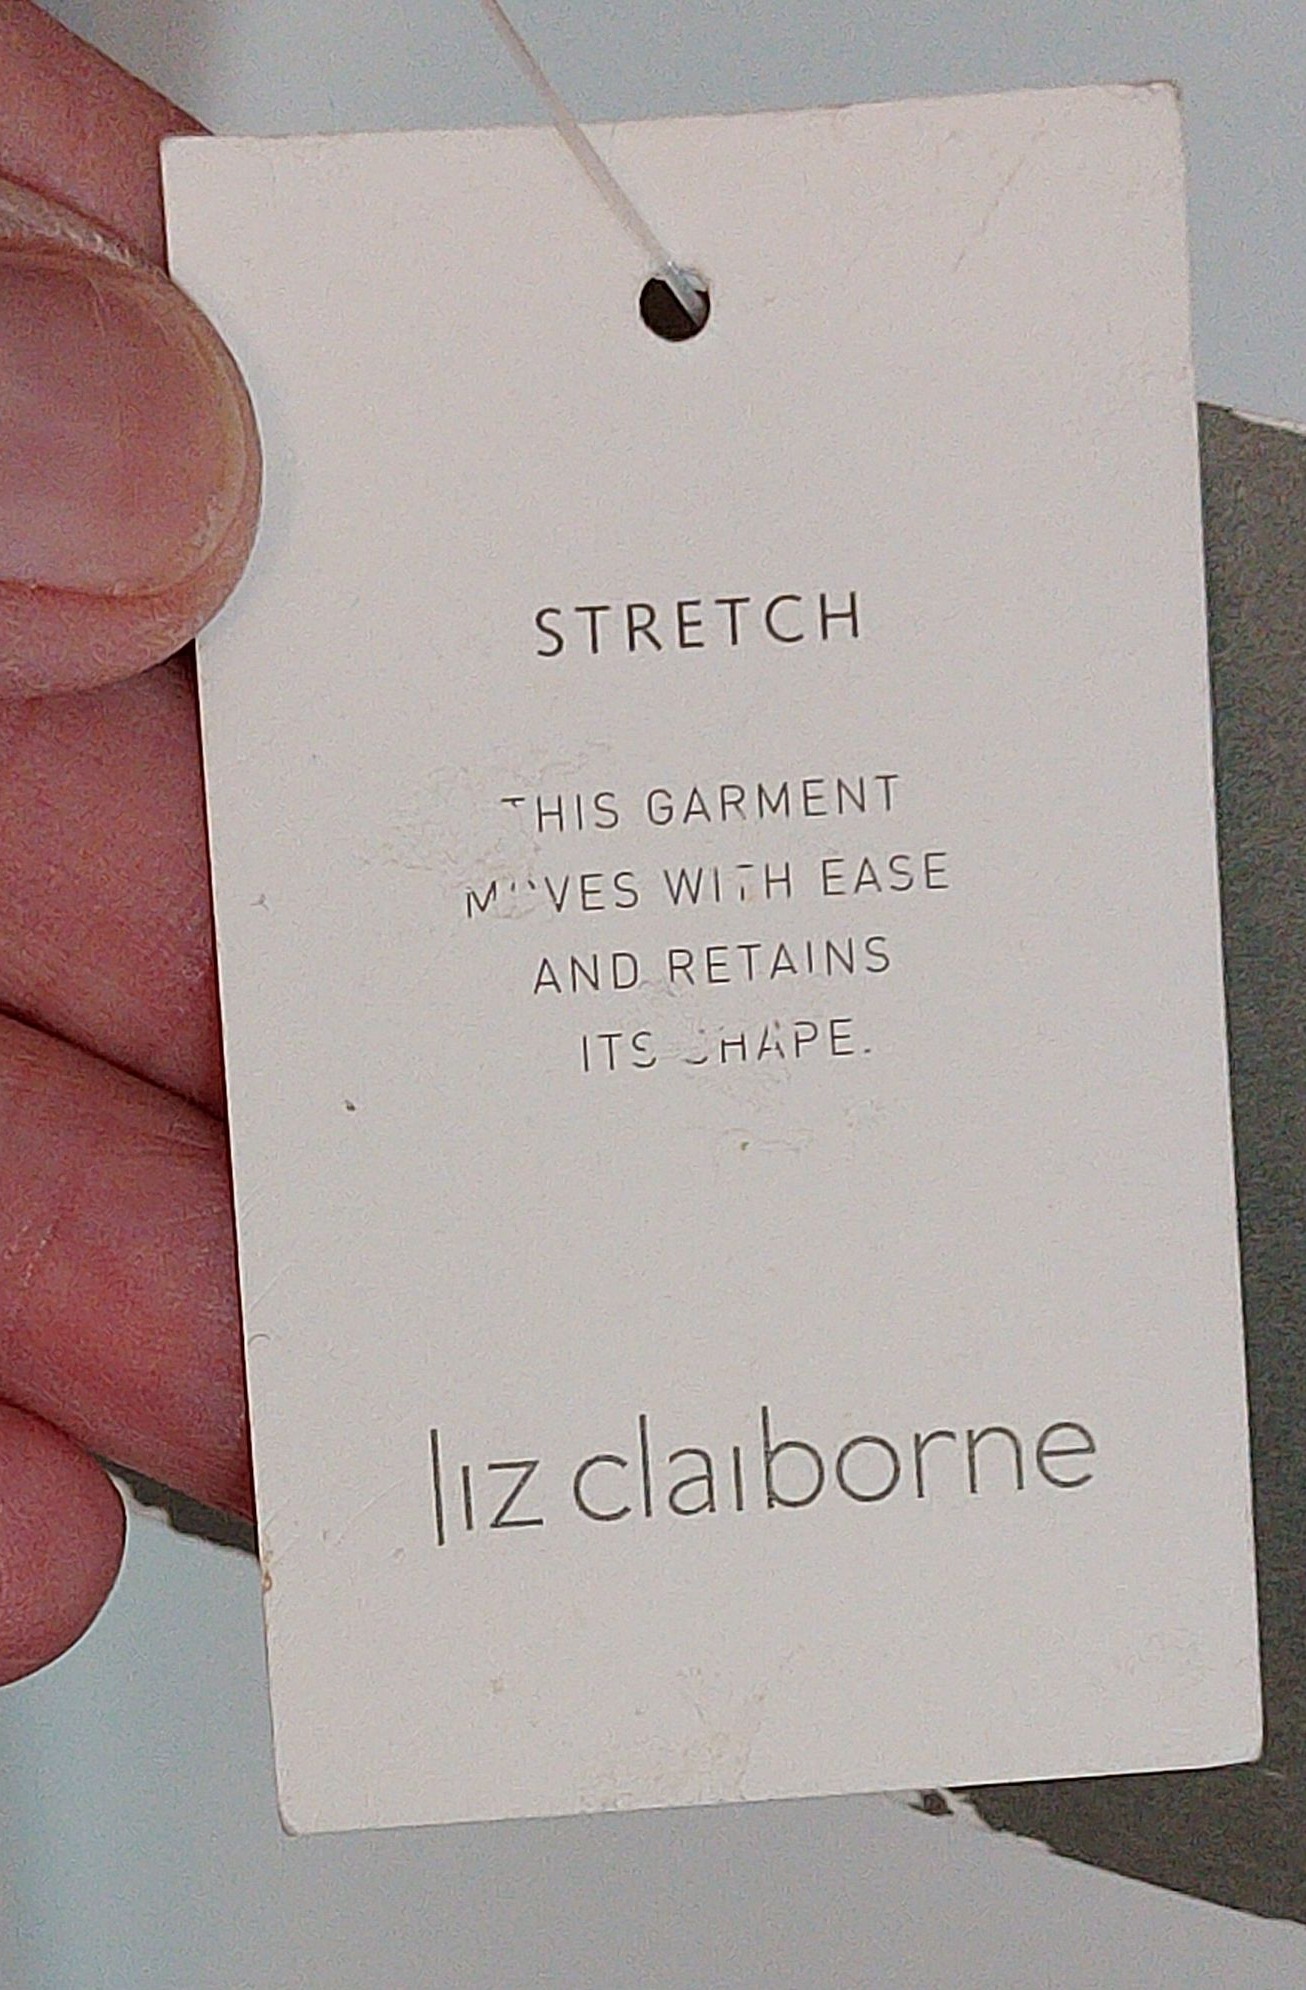 STRETCH
THIS GARMENT
MOVES WITH EASE
AND RETAINS
ITS SHAPE.
liz claiborne